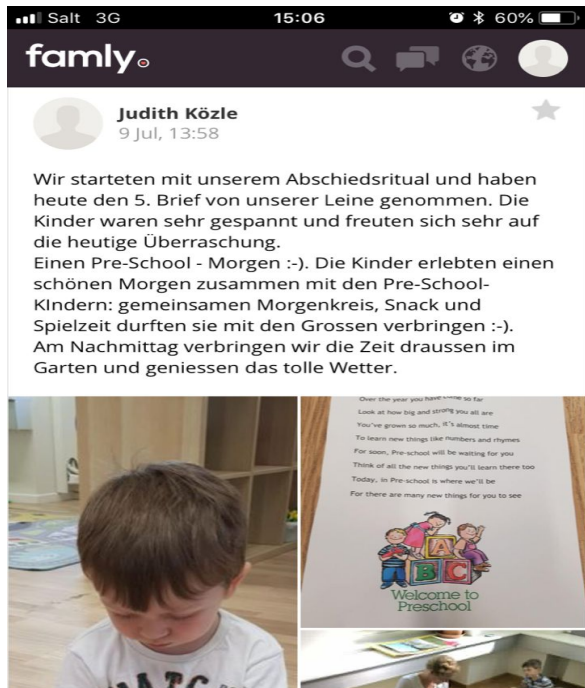 Salt 3G 15:06 60%
famly
Judith Közle
9 Jul, 13:58
Wir starteten mit unserem Abschiedsritual und haben
heute den 5. Brief von unserer Leine genommen. Die
Kinder waren sehr gespannt und freuten sich sehr auf
die heutige Überraschung.
Einen Pre-School - Morgen :-). Die Kinder erlebten einen
schönen Morgen zusammen mit den Pre-School-
KIndern: gemeinsamen Morgenkreis, Snack und
Spielzeit durften sie mit den Grossen verbringen :-).
Am Nachmittag verbringen wir die Zeit draussen im
Garten und geniessen das tolle Wetter.
Over the year you have come so far
Look at how big and strong you all are
You've grown so much, it's almost time
To learn new things like numbers and rhymes
For soon, Pre-school will be waiting for you
Think of all the new things you'll learn there too
Today, in Pre-school is where we'll be
For there are many new things for you to see
A
B C
Welcome to
Preschool